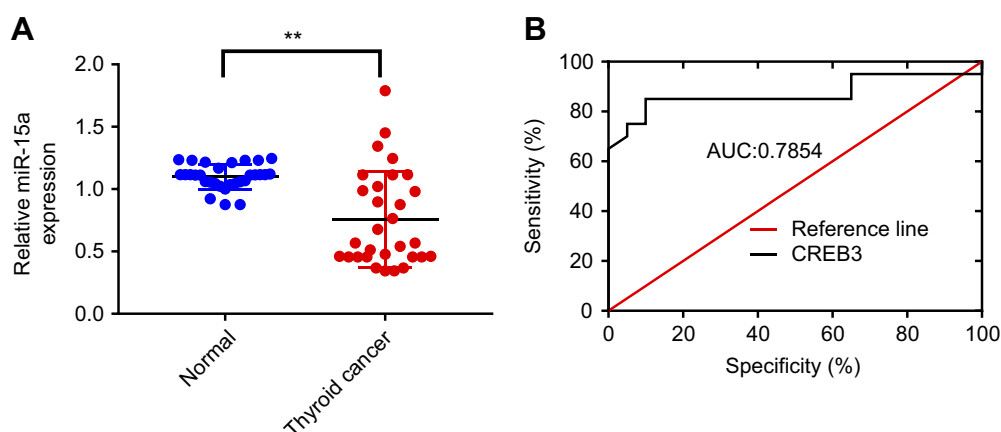 A
**
Relative miR-15a
expression
2.0
1.5
1.0
0.5
0.0
Normal
Thyroid cancer
B
Sensitivity (%)
100
80
60
40
20
0
AUC:0.7854
Reference line
CREB3
0
20
40
60
80
100
Specificity (%)